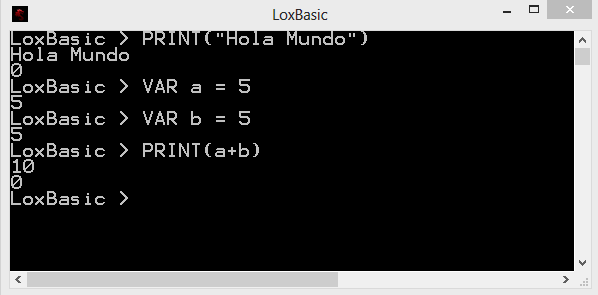 LoxBasic
LoxBasic > PRINT("Hola Mundo")
Hola Mundo
0
LoxBasic > VAR a = 5
5
LoxBasic > VAR b = 5
5
LoxBasic > PRINT(a+b)
10
0
LoxBasic >